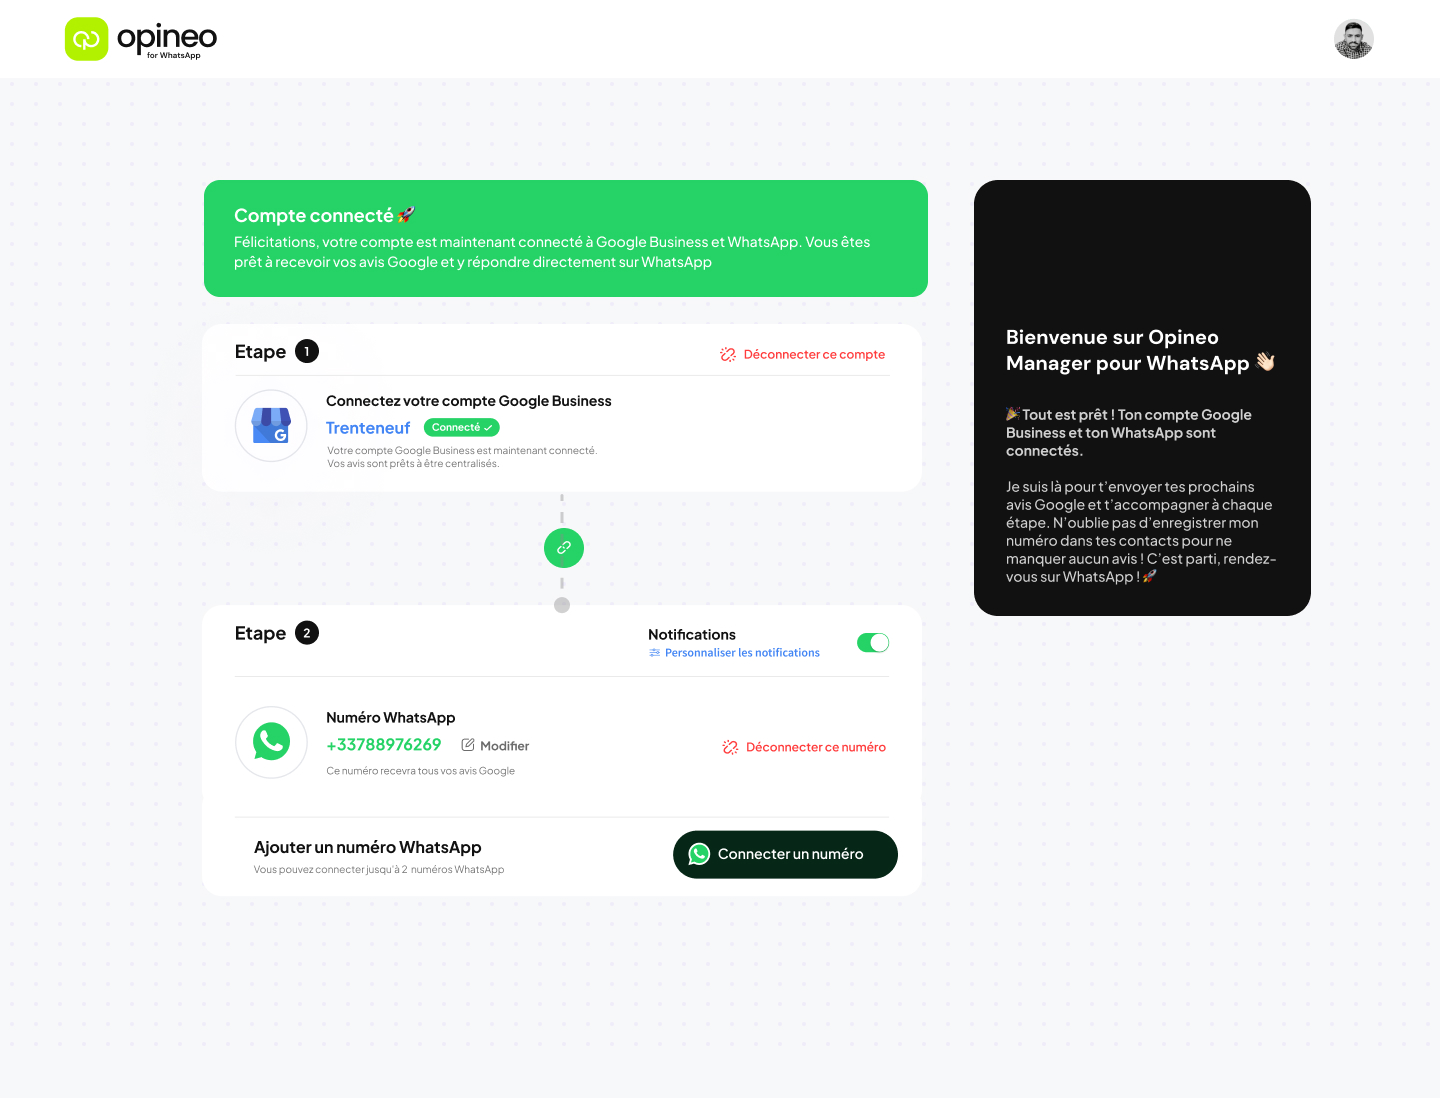 opineo
for WhatsApp
Compte connecté 🚀
Félicitations, votre compte est maintenant connecté à Google Business et WhatsApp. Vous êtes
prêt à recevoir vos avis Google et y répondre directement sur WhatsApp
Etape 1
Déconnecter ce compte
Connectez votre compte Google Business
Trenteneuf
Connecté ✓
Votre compte Google Business est maintenant connecté.
Vos avis sont prêts à être centralisés.
Etape 2
Notifications
Personnaliser les notifications
Numéro WhatsApp
+33788976269
Modifier
Ce numéro recevra tous vos avis Google
Déconnecter ce numéro
Ajouter un numéro WhatsApp
Vous pouvez connecter jusqu'à 2 numéros WhatsApp
Connecter un numéro
Bienvenue sur Opineo
Manager pour WhatsApp 👋🏻
🎉 Tout est prêt ! Ton compte Google
Business et ton WhatsApp sont
connectés.
Je suis là pour t’envoyer tes prochains
avis Google et t’accompagner à chaque
étape. N’oublie pas d’enregistrer mon
numéro dans tes contacts pour ne
manquer aucun avis ! C’est parti, rendez-
vous sur WhatsApp ! 🚀